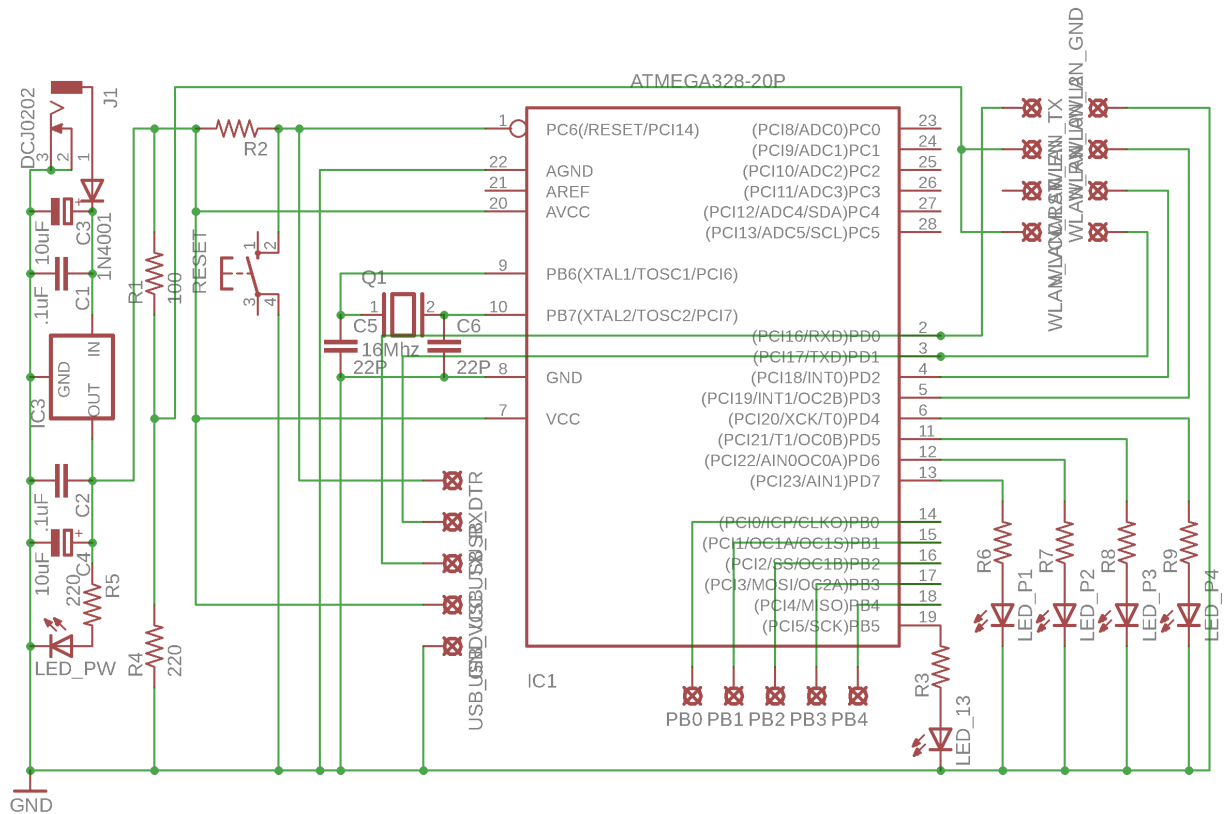 ATMEGA328-20P
DCJ0202
J1
3
2
1
1N4001
10uF
C3
.1uF
C1
IC3
GND
IN
OUT
.1uF
C2
10uF
C4
220
R5
LED_PW
GND
R1
100
R4
220
R2
RESET
1
2
3
4
Q1
1
2
16Mhz
C5
22P
C6
22P
1
22
21
20
9
10
8
7
PC6(/RESET/PCI14)
AGND
AREF
AVCC
PB6(XTAL1/TOSC1/PCI6)
PB7(XTAL2/TOSC2/PCI7)
GND
VCC
(PCI8/ADC0)PC0 23
(PCI9/ADC1)PC1 24
(PCI10/ADC2)PC2 25
(PCI11/ADC3)PC3 26
(PCI12/ADC4/SDA)PC4 27
(PCI13/ADC5/SCL)PC5 28
(PCI16/RXD)PD0 2
(PCI17/TXD)PD1 3
(PCI18/INT0)PD2 4
(PCI19/INT1/OC2B)PD3 5
(PCI20/XCK/T0)PD4 6
(PCI21/T1/OC0B)PD5 11
(PCI22/AIN0OC0A)PD6 12
(PCI23/AIN1)PD7 13
(PCI0/ICP/CLKO)PB0 14
(PCI1/OC1A/OC1S)PB1 15
(PCI2/SS/OC1B)PB2 16
(PCI3/MOSI/OC2A)PB3 17
(PCI4/MISO)PB4 18
(PCI5/SCK)PB5 19
IC1
PB0 PB1 PB2 PB3 PB4
R3
LED_13
R6
LED_P1
R7
LED_P2
R8
LED_P3
R9
LED_P4